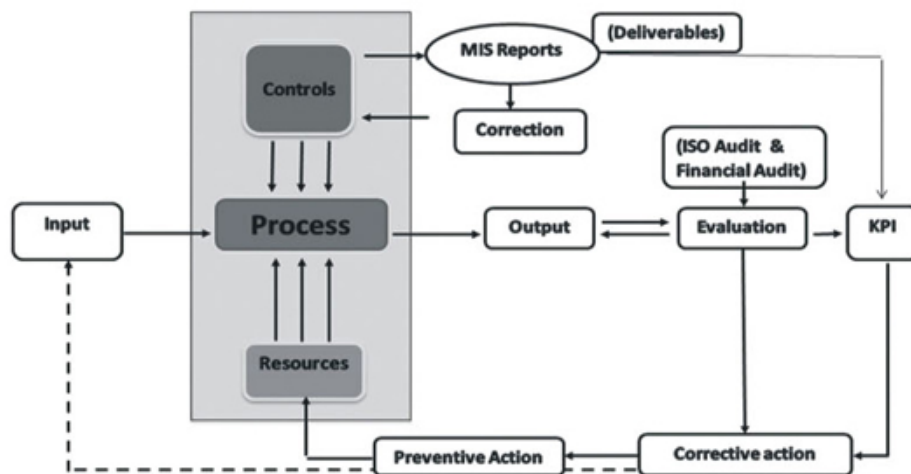 (Deliverables)
MIS Reports
Controls
Correction
(ISO Audit &
Financial Audit)
Input
Process
Output
Evaluation
KPI
Resources
Preventive Action
Corrective action